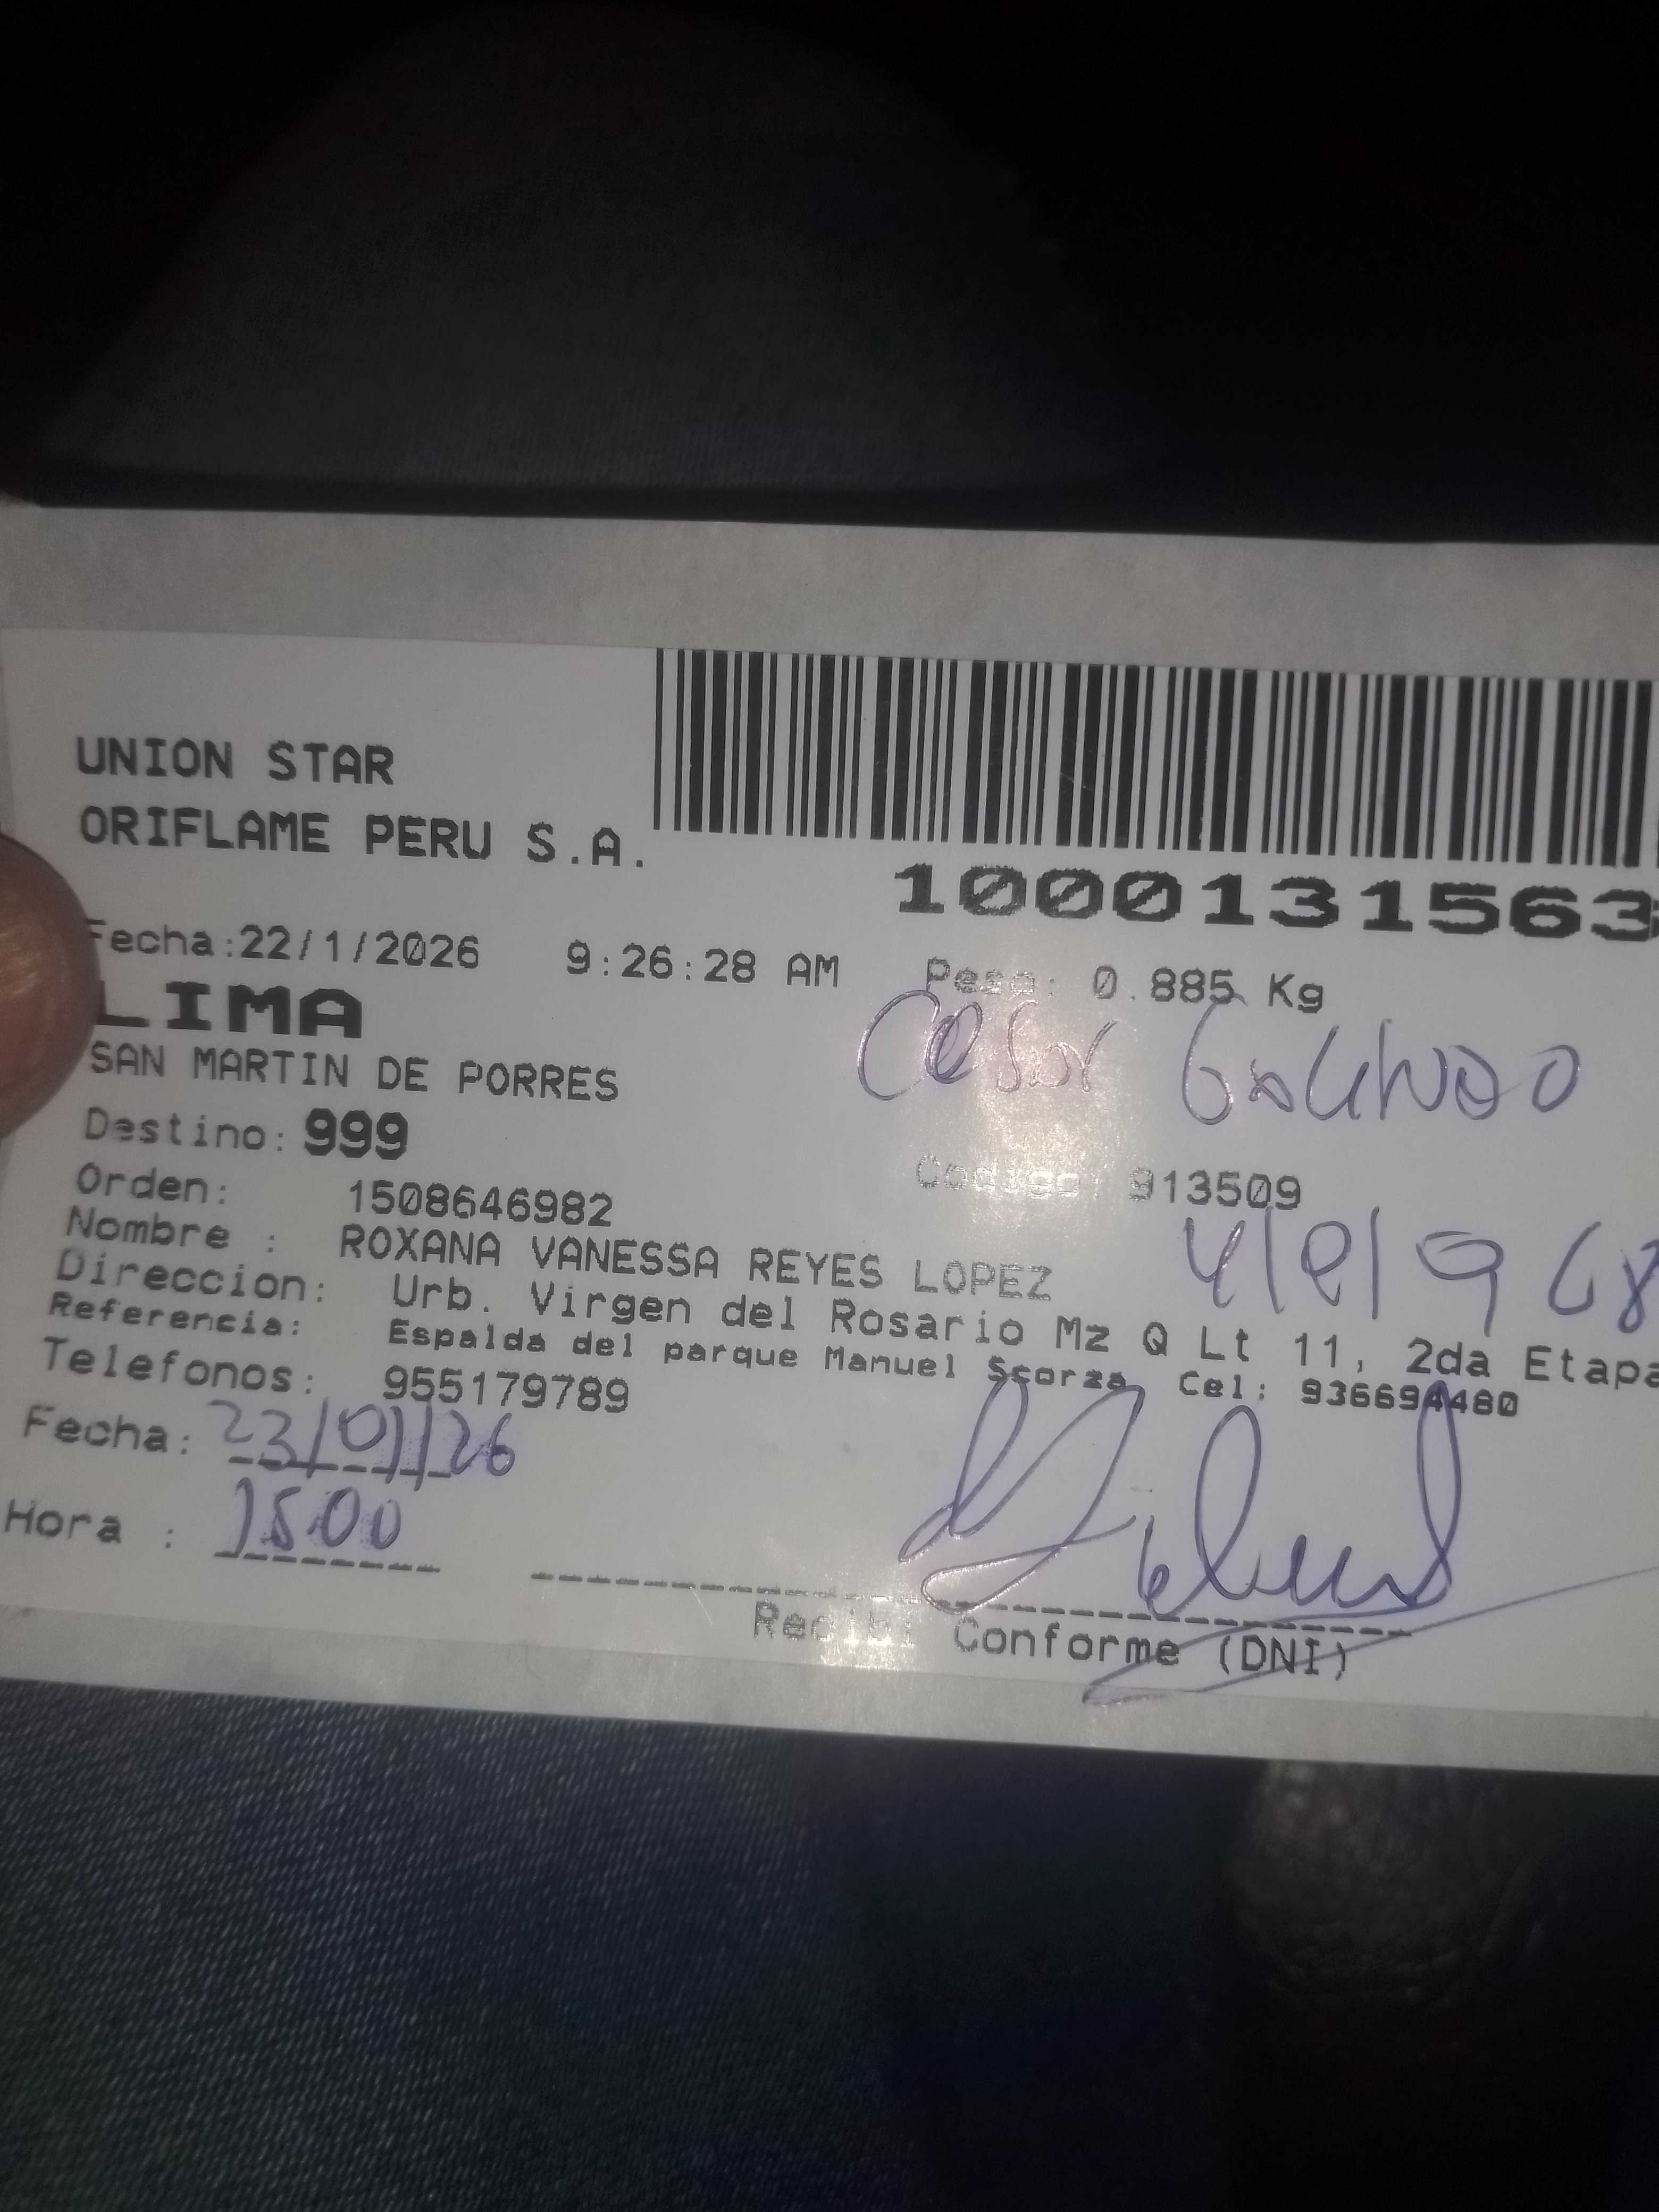 UNION STAR
ORIFLAME PERU S.A.
1000131563
Fecha:22/1/2026 9:26:28 AM Peso: 0.885 Kg
LIMA
Cesar Galindo
SAN MARTIN DE PORRES
Destino: 999
Codigo: 913509
Orden: 1508646982
Nombre : ROXANA VANESSA REYES LOPEZ
Direccion: Urb. Virgen del Rosario Mz Q Lt 11, 2da Etapa
Referencia: Espalda del parque Manuel Scorza Cel: 936694480
Telefonos: 955179789
Fecha: 23/01/26
Hora : 15:00
Recibi Conforme (DNI)